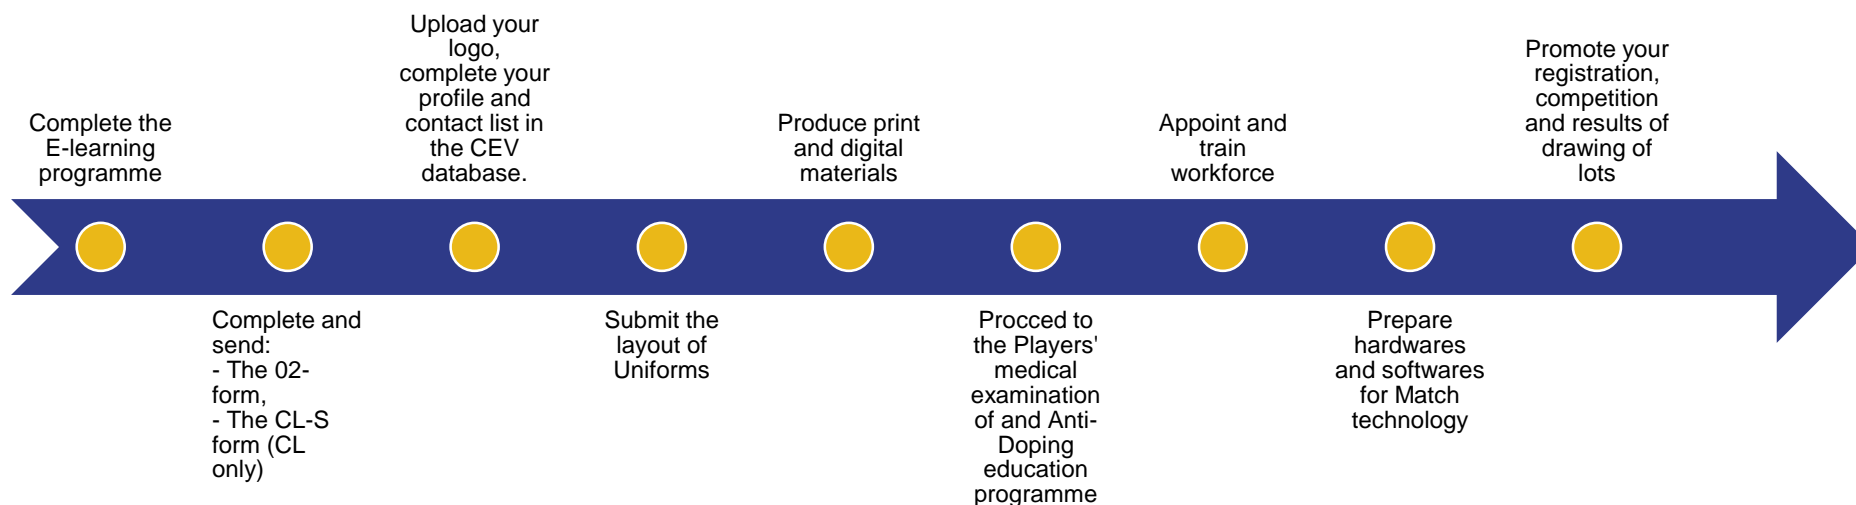 Complete the
E-learning
programme
Complete and
send:
- The 02-
form,
- The CL-S
form (CL
only)
Upload your
logo,
complete your
profile and
contact list in
the CEV
database.
Submit the
layout of
Uniforms
Produce print
and digital
materials
Procced to
the Players'
medical
examination
of and Anti-
Doping
education
programme
Appoint and
train
workforce
Prepare
hardwares
and softwares
for Match
technology
Promote your
registration,
competition
and results of
drawing of
lots